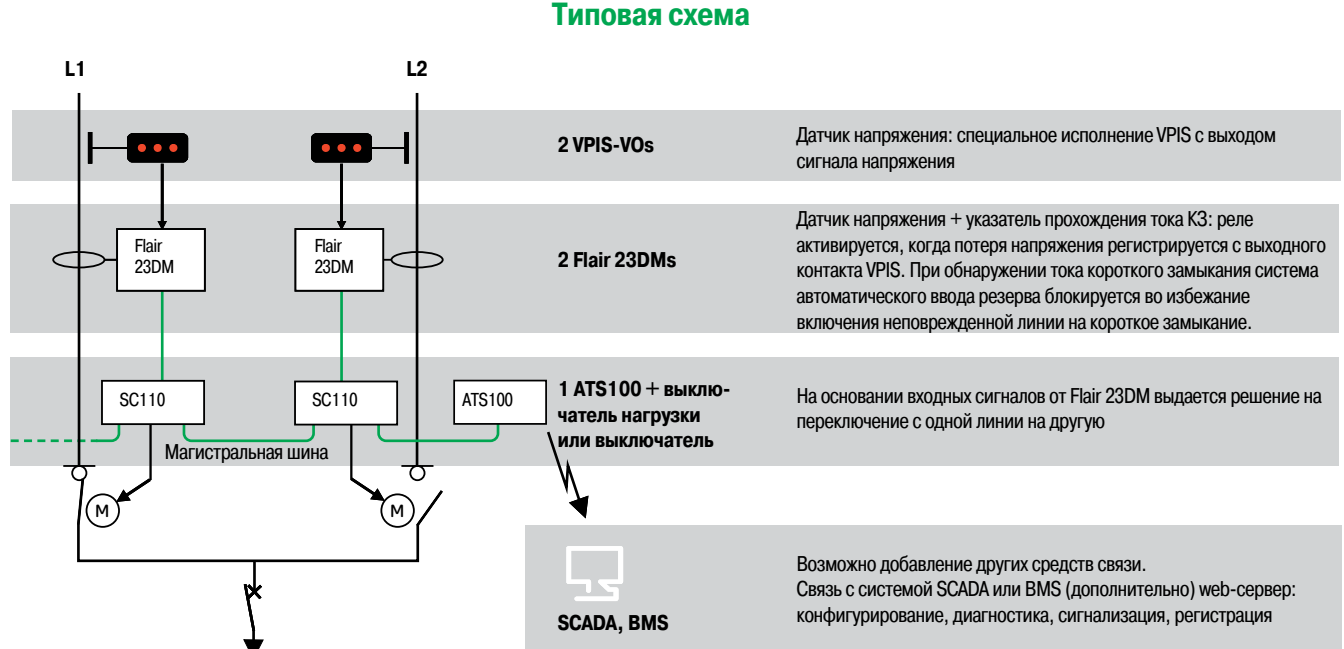 Типовая схема
L1
L2
2 VPIS-VOs
Датчик напряжения: специальное исполнение VPIS с выходом
сигнала напряжения
Flair
23DM
Flair
23DM
2 Flair 23DMs
Датчик напряжения + указатель прохождения тока КЗ: реле
активируется, когда потеря напряжения регистрируется с выходного
контакта VPIS. При обнаружении тока короткого замыкания система
автоматического ввода резерва блокируется во избежание
включения неповрежденной линии на короткое замыкание.
SC110
SC110
ATS100
1 ATS100 + выклю-
чатель нагрузки
или выключатель
На основании входных сигналов от Flair 23DM выдается решение на
переключение с одной линии на другую
Магистральная шина
M
M
SCADA, BMS
Возможно добавление других средств связи.
Связь с системой SCADA или BMS (дополнительно) web-сервер:
конфигурирование, диагностика, сигнализация, регистрация